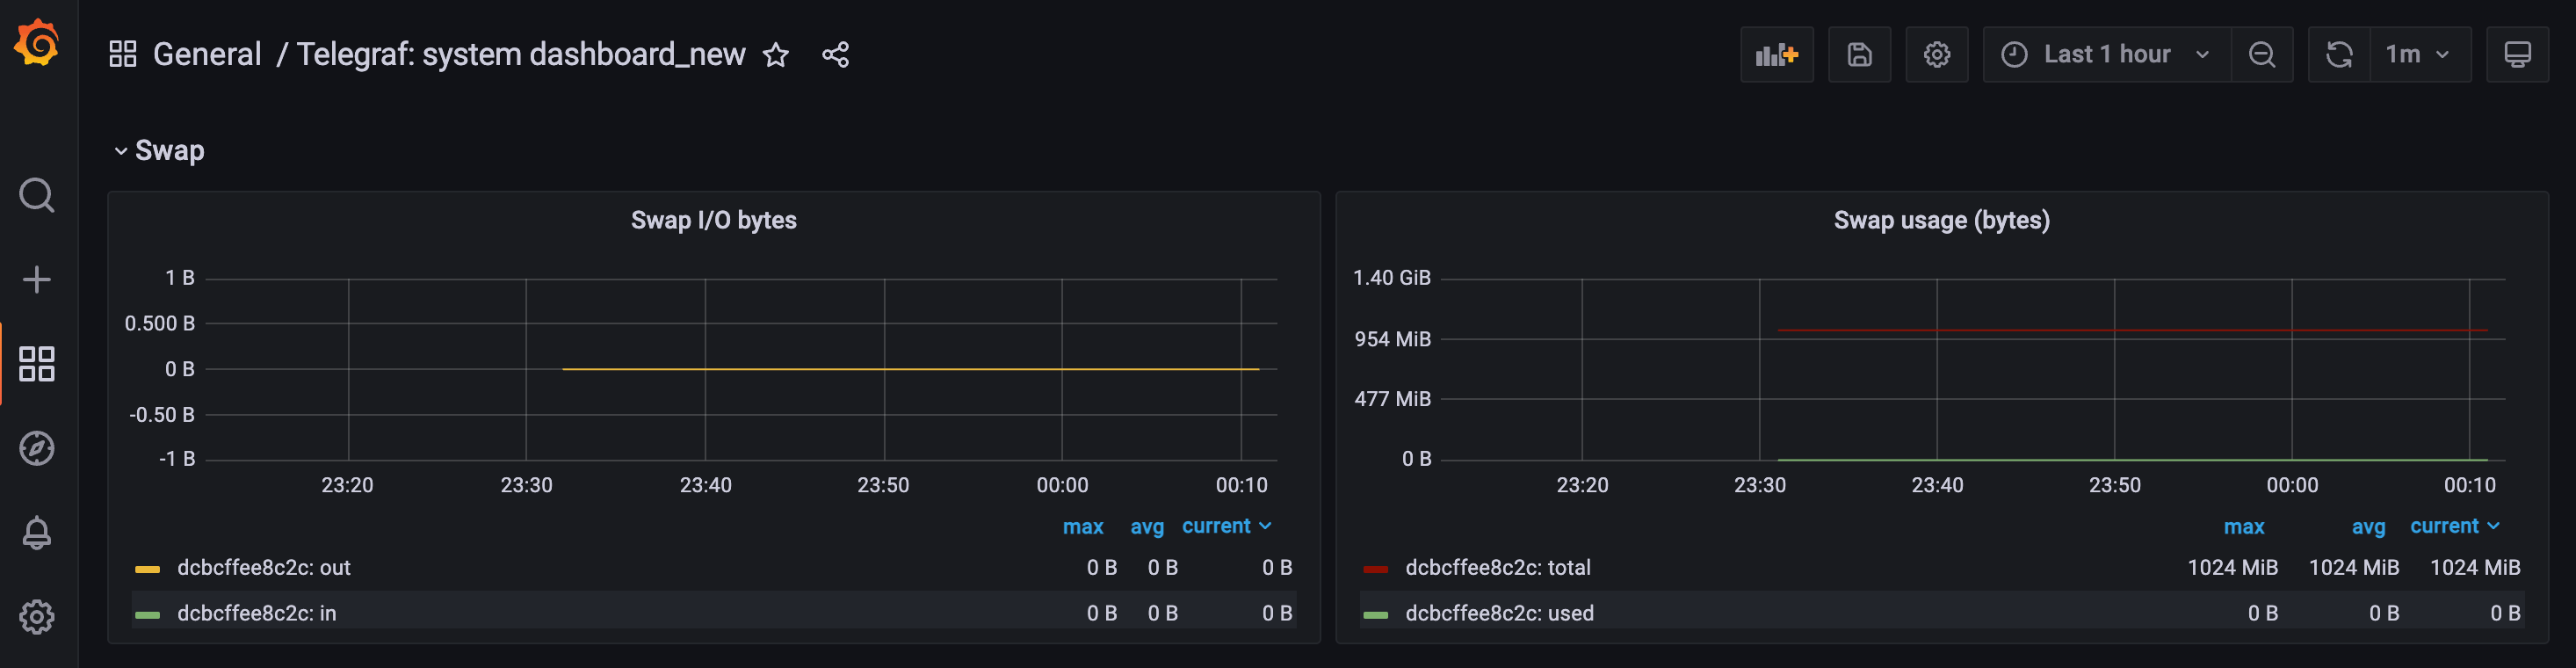 General / Telegraf: system dashboard_new
Last 1 hour
1m
Swap
Swap I/O bytes
1 B
0.500 B
0 B
-0.50 B
-1 B
23:20 23:30 23:40 23:50 00:00 00:10
max avg current
dcbcffee8c2c: out 0 B 0 B 0 B
dcbcffee8c2c: in 0 B 0 B 0 B
Swap usage (bytes)
1.40 GiB
954 MiB
477 MiB
0 B
23:20 23:30 23:40 23:50 00:00 00:10
max avg current
dcbcffee8c2c: total 1024 MiB 1024 MiB 1024 MiB
dcbcffee8c2c: used 0 B 0 B 0 B